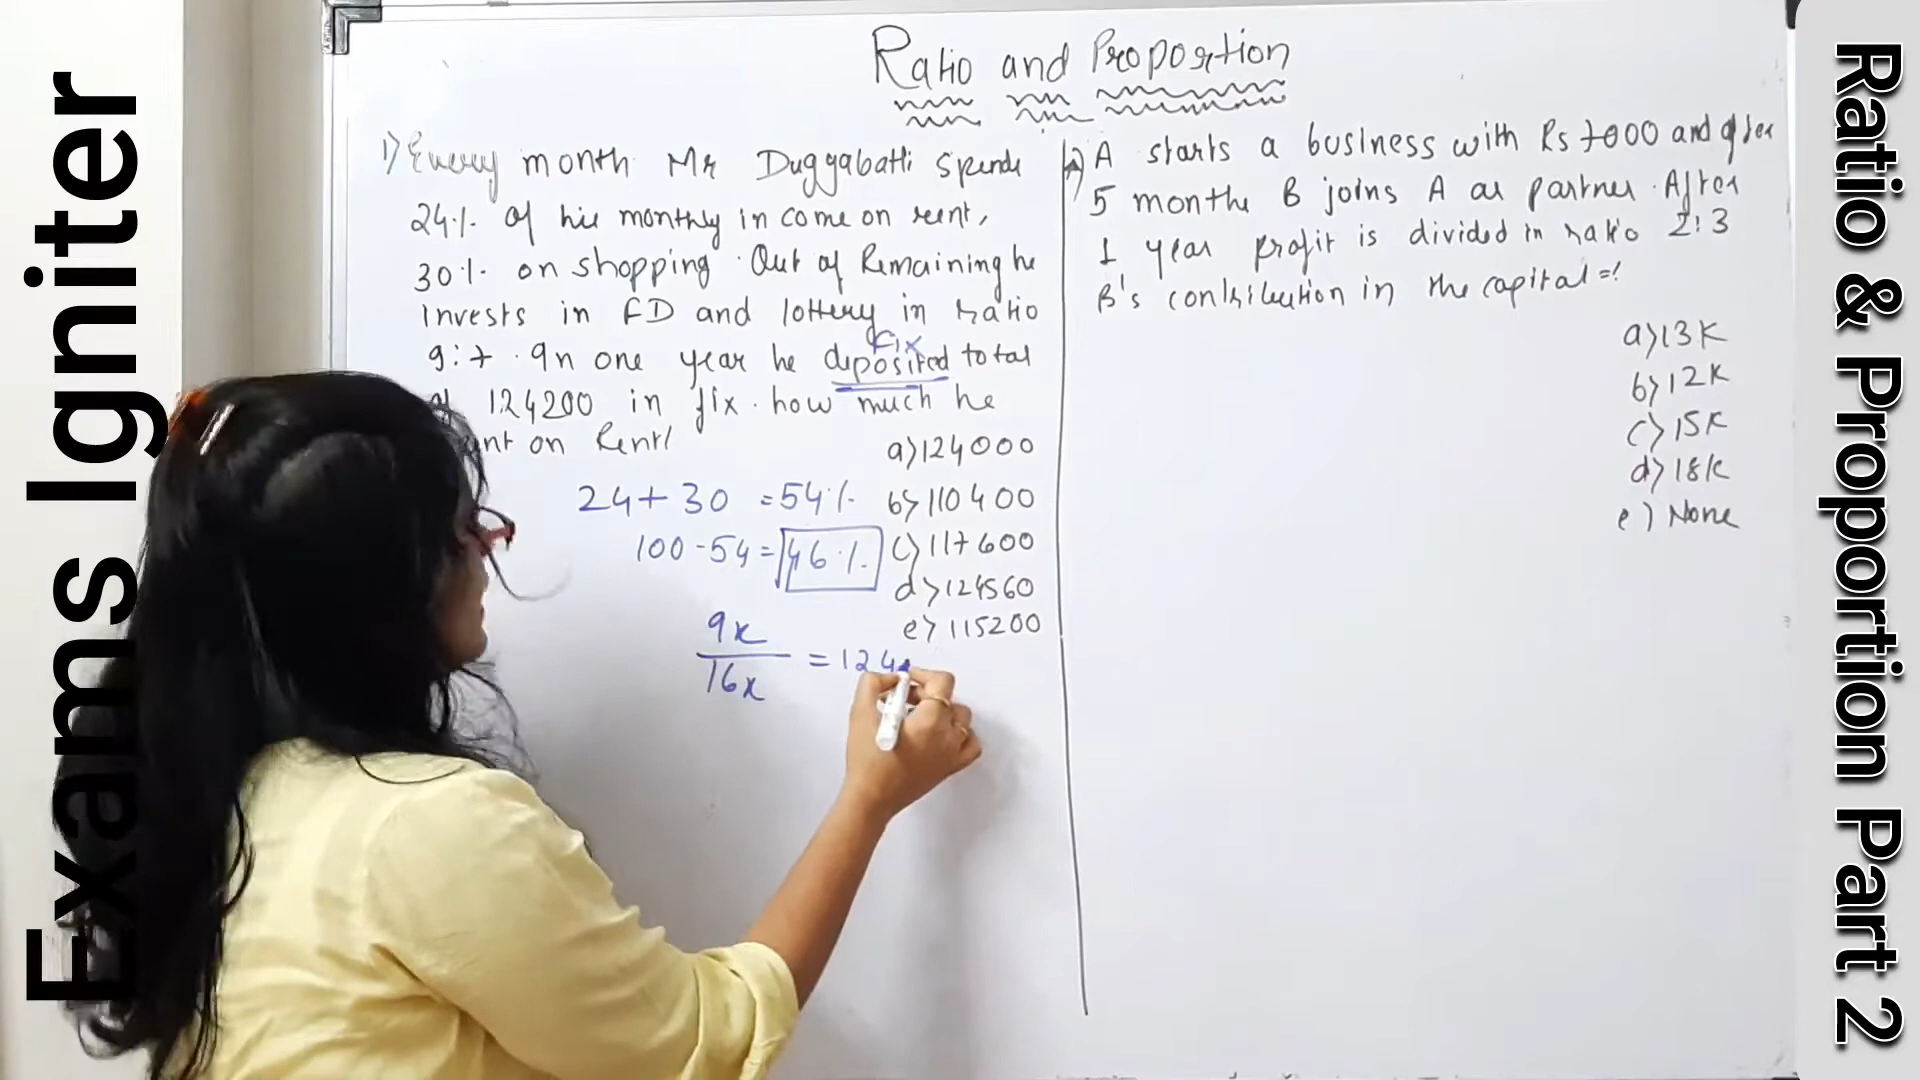 Exams Igniter
Ratio and Proportion
1) Every month Mr Duggabatti spends
24% of his monthly income on rent,
30% on shopping. Out of Remaining he
invests in FD and lottery in ratio
9:7. In one year he deposited total
Fix
124200 in fix. how much he
on Rent/
a) 124000
b) 110400
c) 117600
d) 124560
e) 115200
24+30 = 54%
100-54 = 46%
9x
16x
= 124
A starts a business with Rs 7000 and after
5 months B joins A as partner. After
1 year profit is divided in ratio 2:3
B's contribution in the capital = ?
a) 13K
b) 12K
c) 15K
d) 18K
e) None
Ratio & Proportion Part 2